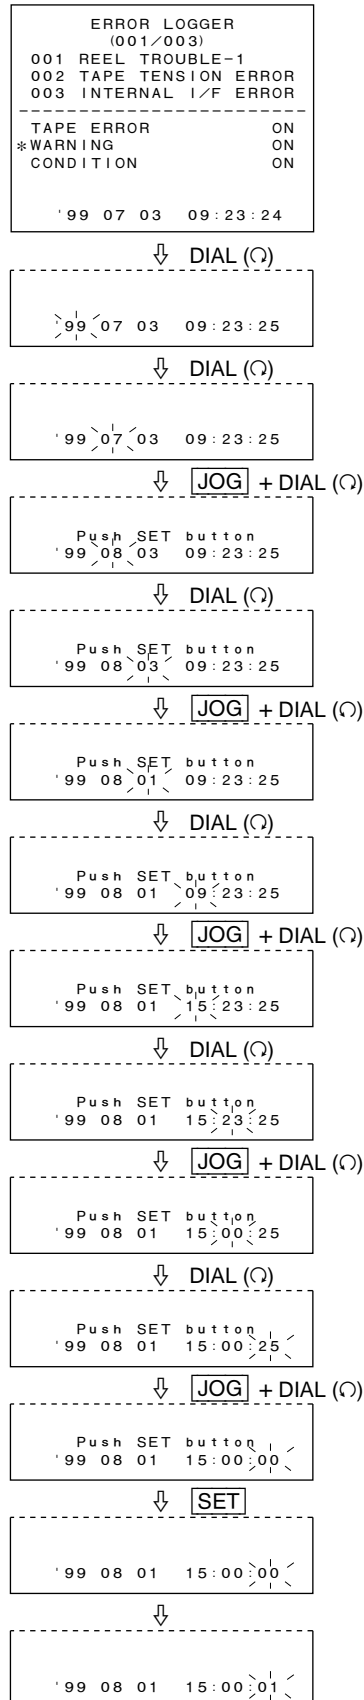 ERROR LOGGER
(001/003)
001 REEL TROUBLE-1
002 TAPE TENSION ERROR
003 INTERNAL I/F ERROR
TAPE ERROR ON
*WARNING ON
CONDITION ON
'99 07 03 09:23:24
DIAL (↻)
'99 07 03 09:23:25
DIAL (↻)
'99 07 03 09:23:25
JOG + DIAL (↻)
Push SET button
'99 08 03 09:23:25
DIAL (↻)
Push SET button
'99 08 03 09:23:25
JOG + DIAL (↻)
Push SET button
'99 08 01 09:23:25
DIAL (↻)
Push SET button
'99 08 01 09:23:25
JOG + DIAL (↻)
Push SET button
'99 08 01 15:23:25
DIAL (↻)
Push SET button
'99 08 01 15:23:25
JOG + DIAL (↻)
Push SET button
'99 08 01 15:00:25
DIAL (↻)
Push SET button
'99 08 01 15:00:25
JOG + DIAL (↻)
Push SET button
'99 08 01 15:00:00
SET
'99 08 01 15:00:00
'99 08 01 15:00:01